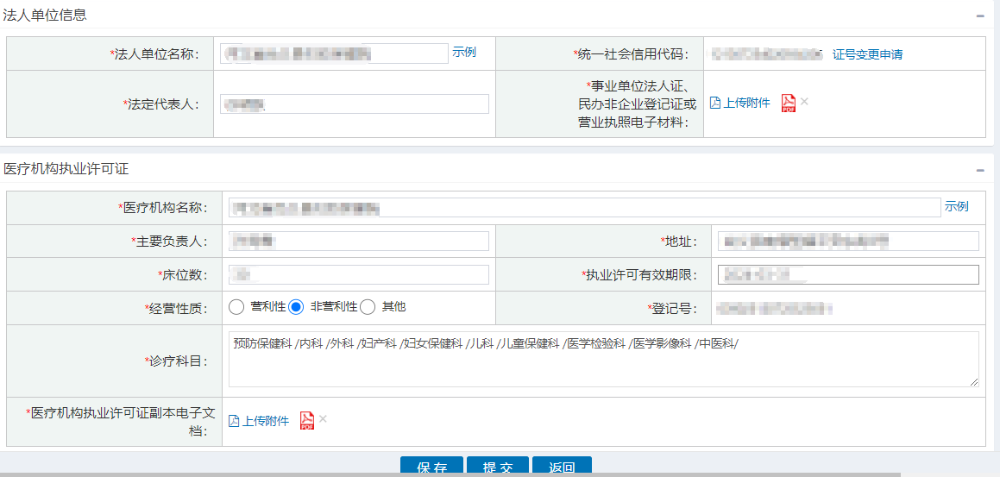 法人单位信息
*法人单位名称： 示例 *统一社会信用代码： 证号变更申请
*法定代表人： *事业单位法人证、
民办非企业登记证或
营业执照电子材料： 上传附件 PDF
医疗机构执业许可证
*医疗机构名称： 示例
*主要负责人： *地址：
*床位数： *执业许可有效期限：
*经营性质： 营利性 非营利性 其他 *登记号：
*诊疗科目： 预防保健科 /内科 /外科 /妇产科 /妇女保健科 /儿科 /儿童保健科 /医学检验科 /医学影像科 /中医科/
*医疗机构执业许可证副本电子文
档： 上传附件 PDF
保 存 提 交 返回